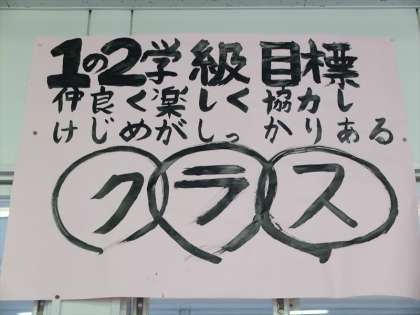 1の2学級目標
仲良く楽しく協力し
けじめがしっかりある
クラス